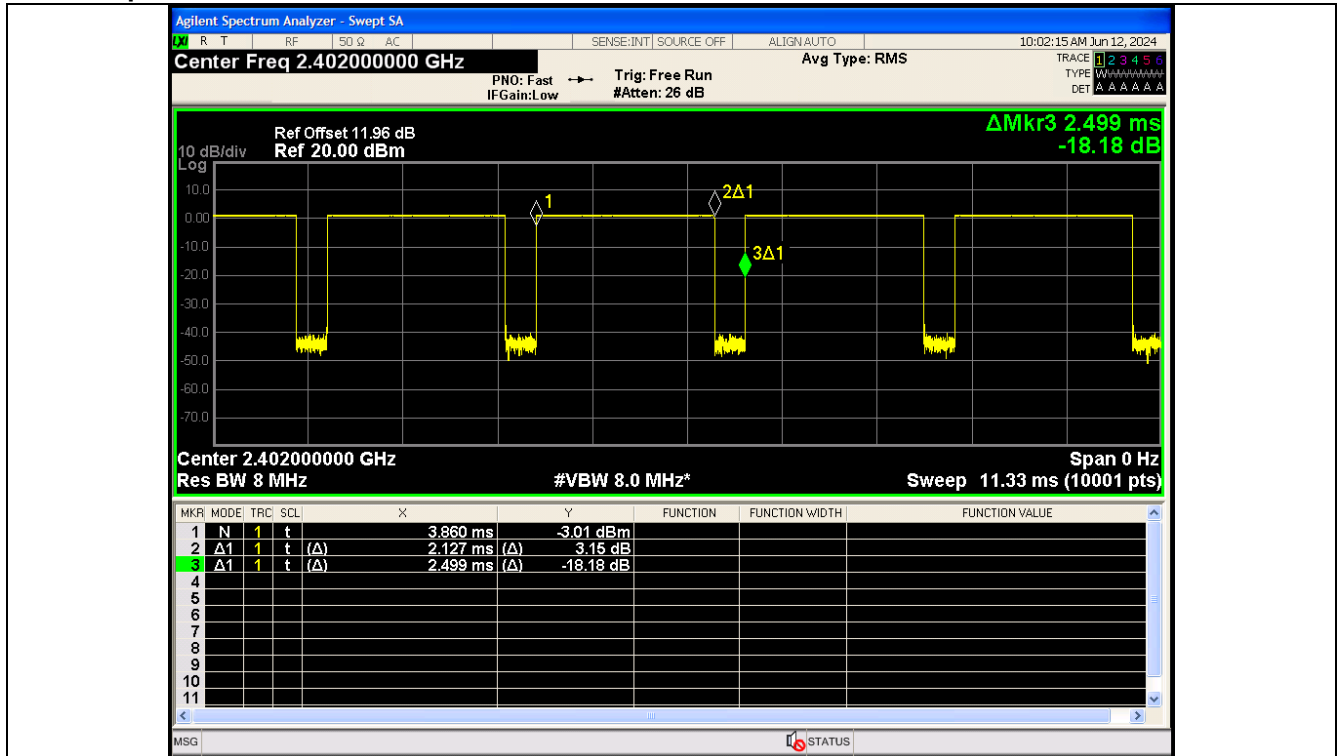 Agilent Spectrum Analyzer - Swept SA
LXI R T RF 50 Ω AC SENSE:INT SOURCE OFF ALIGN AUTO 10:02:15 AM Jun 12, 2024
Center Freq 2.402000000 GHz Avg Type: RMS TRACE 1 2 3 4 5 6
PNO: Fast Trig: Free Run TYPE W
IFGain:Low #Atten: 26 dB DET A A A A A A
ΔMkr3 2.499 ms
Ref Offset 11.96 dB
10 dB/div Ref 20.00 dBm -18.18 dB
Log
10.0
0.00
-10.0
-20.0
-30.0
-40.0
-50.0
-60.0
-70.0
1
2Δ1
3Δ1
Center 2.402000000 GHz Span 0 Hz
Res BW 8 MHz #VBW 8.0 MHz* Sweep 11.33 ms (10001 pts)
MKR MODE TRC SCL X Y FUNCTION FUNCTION WIDTH FUNCTION VALUE
1 N 1 t 3.860 ms -3.01 dBm
2 Δ1 1 t (Δ) 2.127 ms (Δ) 3.15 dB
3 Δ1 1 t (Δ) 2.499 ms (Δ) -18.18 dB
4
5
6
7
8
9
10
11
MSG STATUS